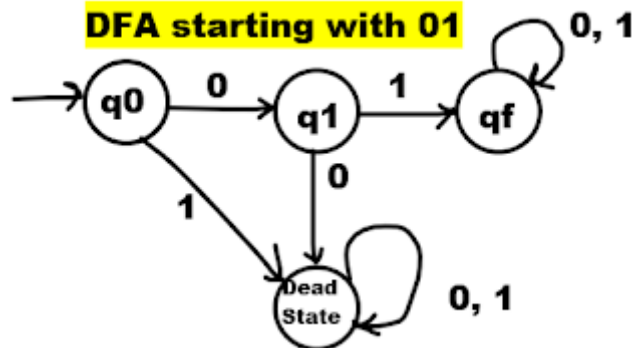 DFA starting with 01
0, 1
q0
0
q1
1
qf
1
0
Dead
State
0, 1